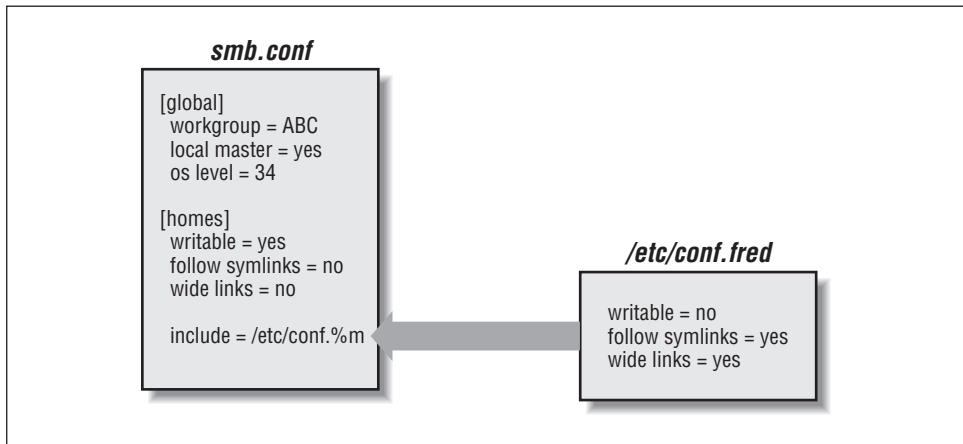 smb.conf
[global]
workgroup = ABC
local master = yes
os level = 34
[homes]
writable = yes
follow symlinks = no
wide links = no
include = /etc/conf.%m
/etc/conf.fred
writable = no
follow symlinks = yes
wide links = yes